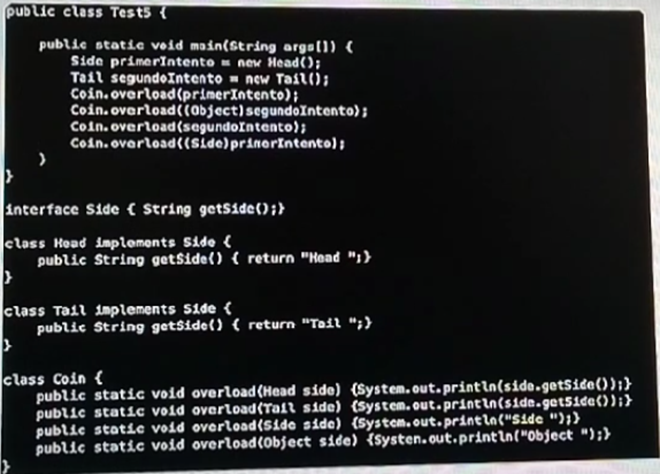 public class Test5 {
public static void main(String args[]) {
Side primerIntento = new Head();
Tail segundoIntento = new Tail();
Coin.overload(primerIntento);
Coin.overload((Object)segundoIntento);
Coin.overload(segundoIntento);
Coin.overload((Side)primerIntento);
}
}
interface Side { String getSide();}
class Head implements Side {
public String getSide() { return "Head ";}
}
class Tail implements Side {
public String getSide() { return "Tail ";}
}
class Coin {
public static void overload(Head side) {System.out.println(side.getSide());}
public static void overload(Tail side) {System.out.println(side.getSide());}
public static void overload(Side side) {System.out.println("Side ");}
public static void overload(Object side) {System.out.println("Object ");}
}